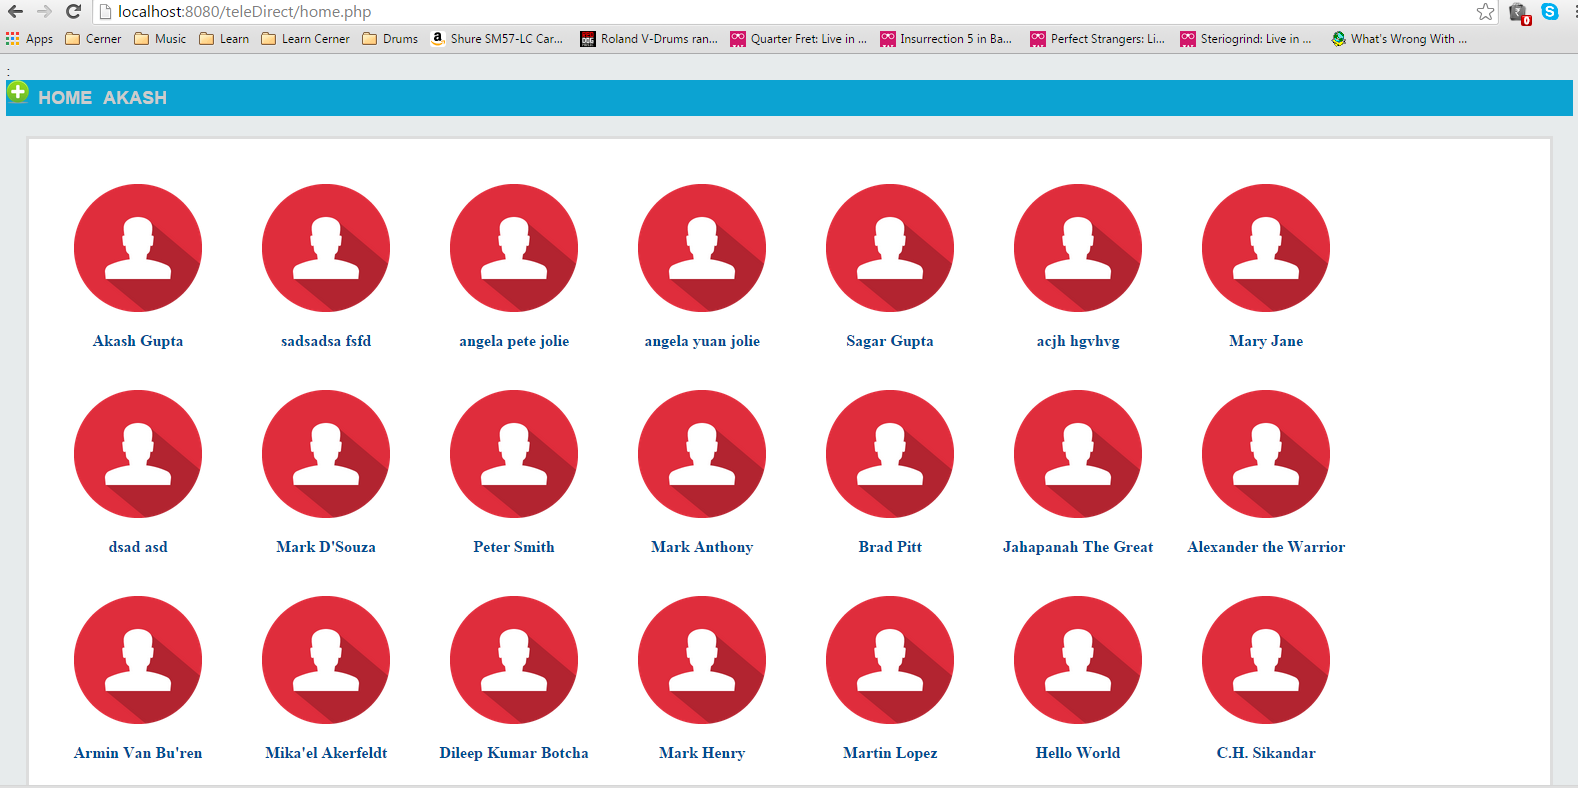 localhost:8080/teleDirect/home.php
Apps Cerner Music Learn Learn Cerner Drums Shure SM57-LC Car... Roland V-Drums ran... Quarter Fret: Live in ... Insurrection 5 in Ba... Perfect Strangers: Li... Steriogrind: Live in ... What's Wrong With ...
:
HOME AKASH
Akash Gupta sadsadsa fsfd angela pete jolie angela yuan jolie Sagar Gupta acjh hgvhvg Mary Jane
dsad asd Mark D'Souza Peter Smith Mark Anthony Brad Pitt Jahapanah The Great Alexander the Warrior
Armin Van Bu'ren Mika'el Akerfeldt Dileep Kumar Botcha Mark Henry Martin Lopez Hello World C.H. Sikandar